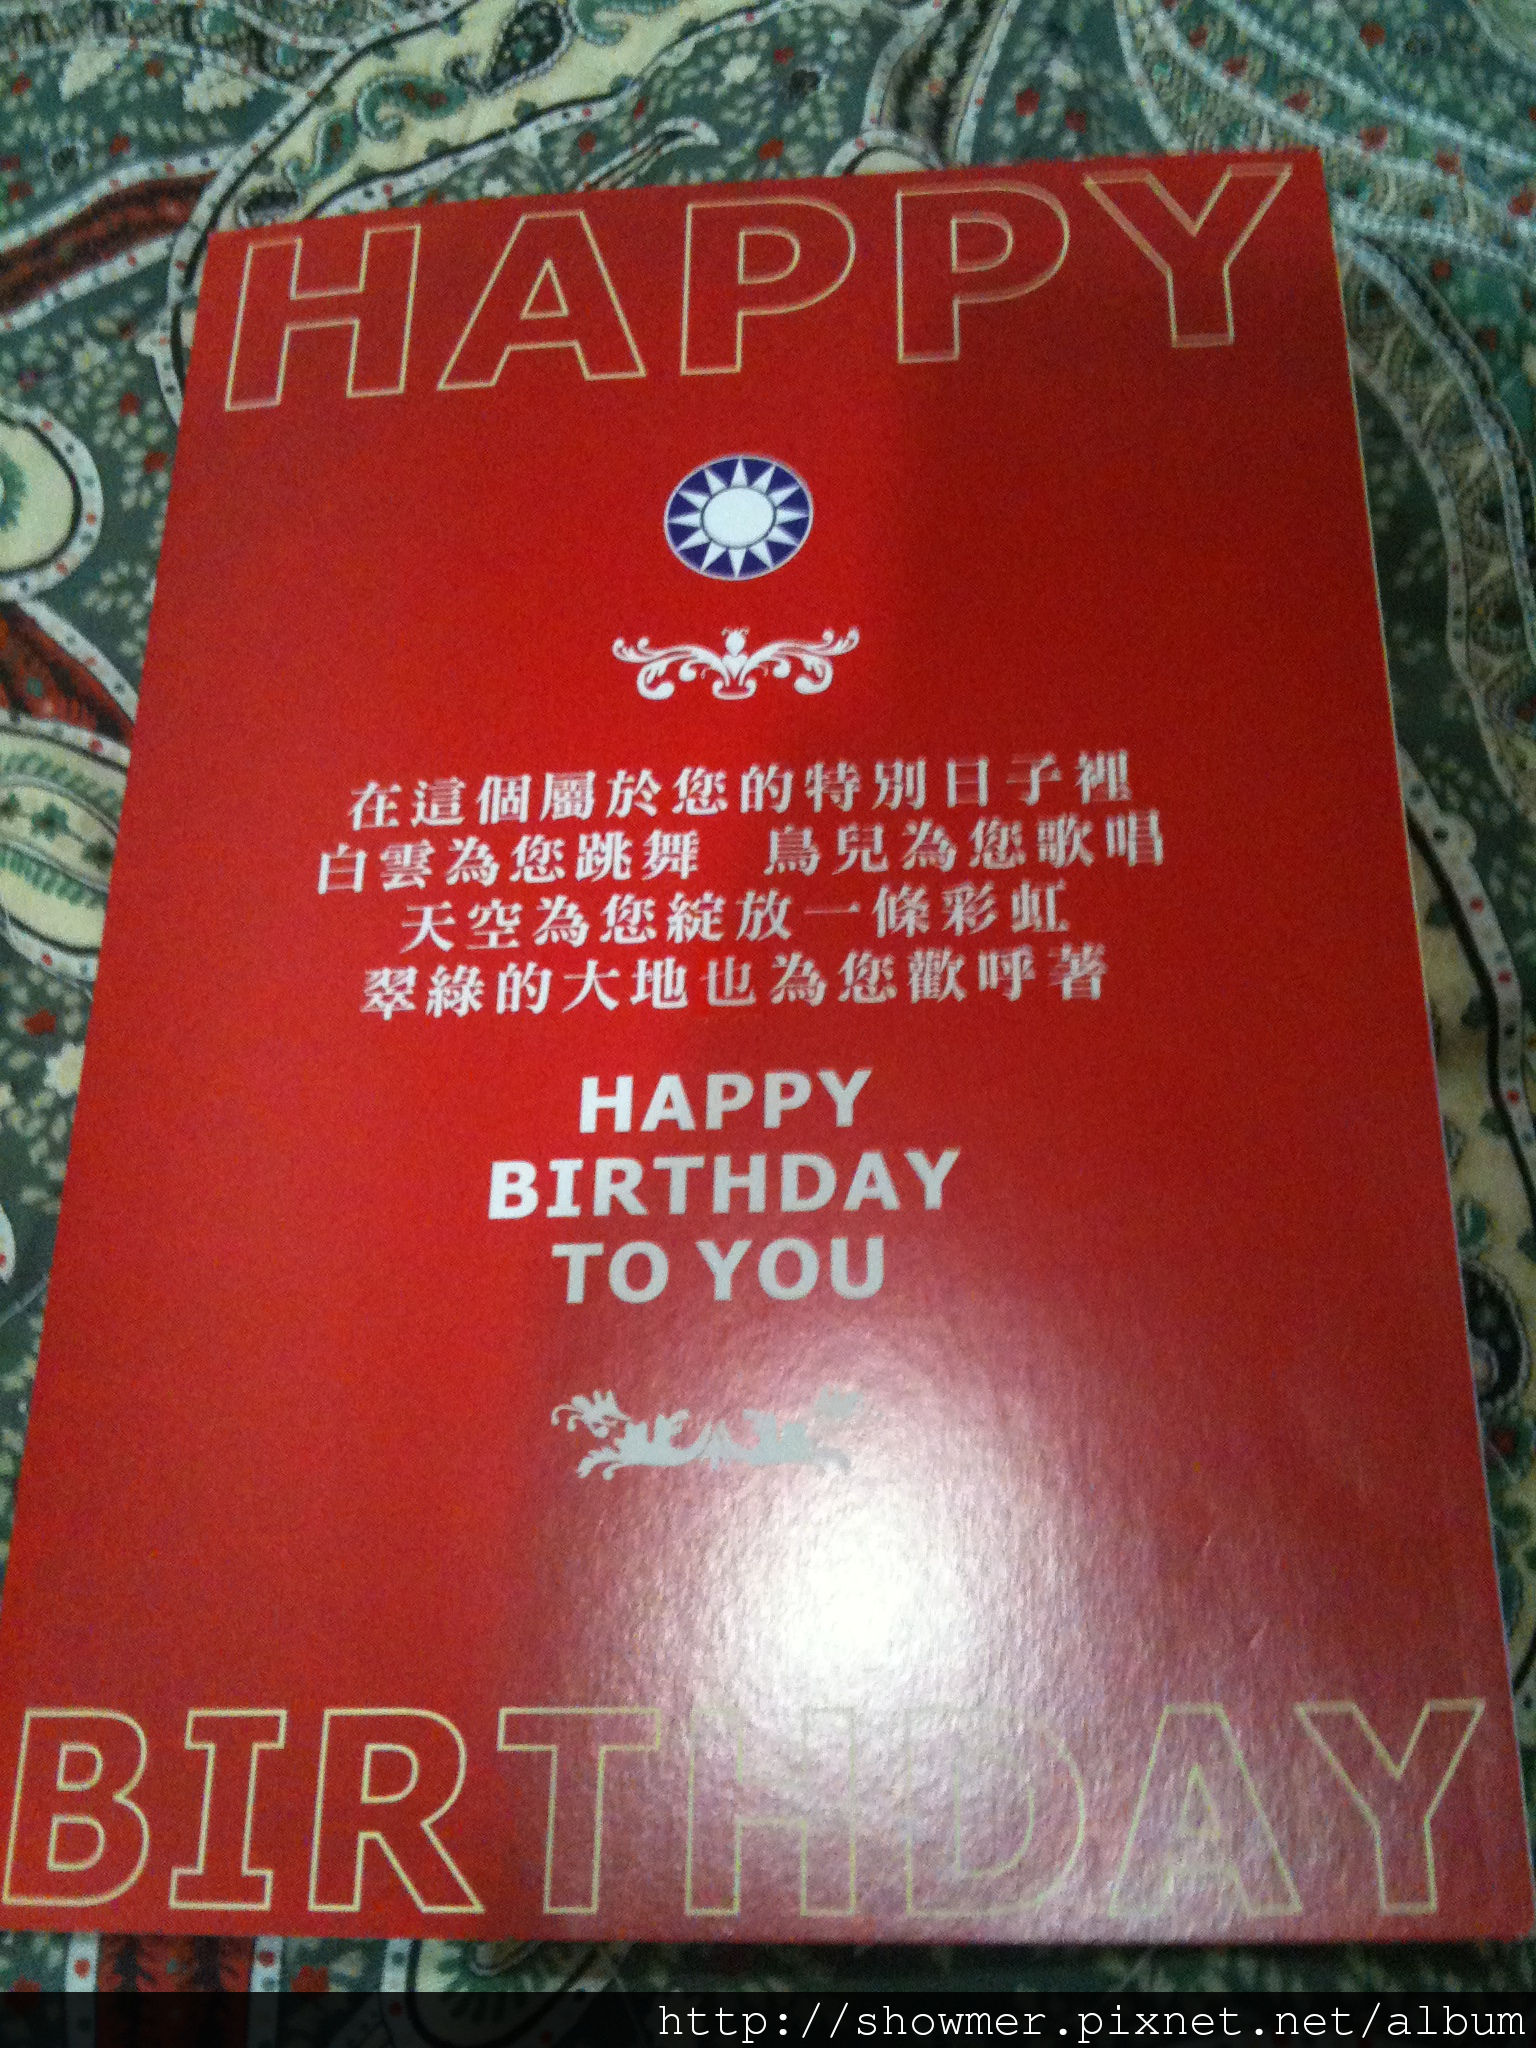 HAPPY
在這個屬於您的特別日子裡
白雲為您跳舞　鳥兒為您歌唱
天空為您綻放一條彩虹
翠綠的大地也為您歡呼著
HAPPY
BIRTHDAY
TO YOU
BIRTHDAY
http://showmer.pixnet.net/album